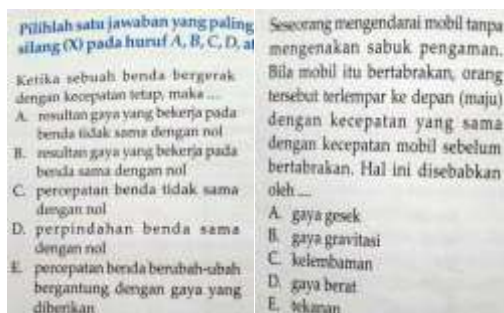 Pilihlah satu jawaban yang paling
silang (X) pada huruf A, B, C, D, at
Ketika sebuah benda bergerak
dengan kecepatan tetap, maka ....
A. resultan gaya yang bekerja pada
benda tidak sama dengan nol
B. resultan gaya yang bekerja pada
benda sama dengan nol
C. percepatan benda tidak sama
dengan nol
D. perpindahan benda sama
dengan nol
E. percepatan benda berubah-ubah
bergantung dengan gaya yang
diberikan
Seseorang mengendarai mobil tanpa
mengenakan sabuk pengaman.
Bila mobil itu bertabrakan, orang
tersebut terlempar ke depan (maju)
dengan kecepatan yang sama
dengan kecepatan mobil sebelum
bertabrakan. Hal ini disebabkan
oleh ....
A. gaya gesek
B. gaya gravitasi
C. kelembaman
D. gaya berat
E. tekanan